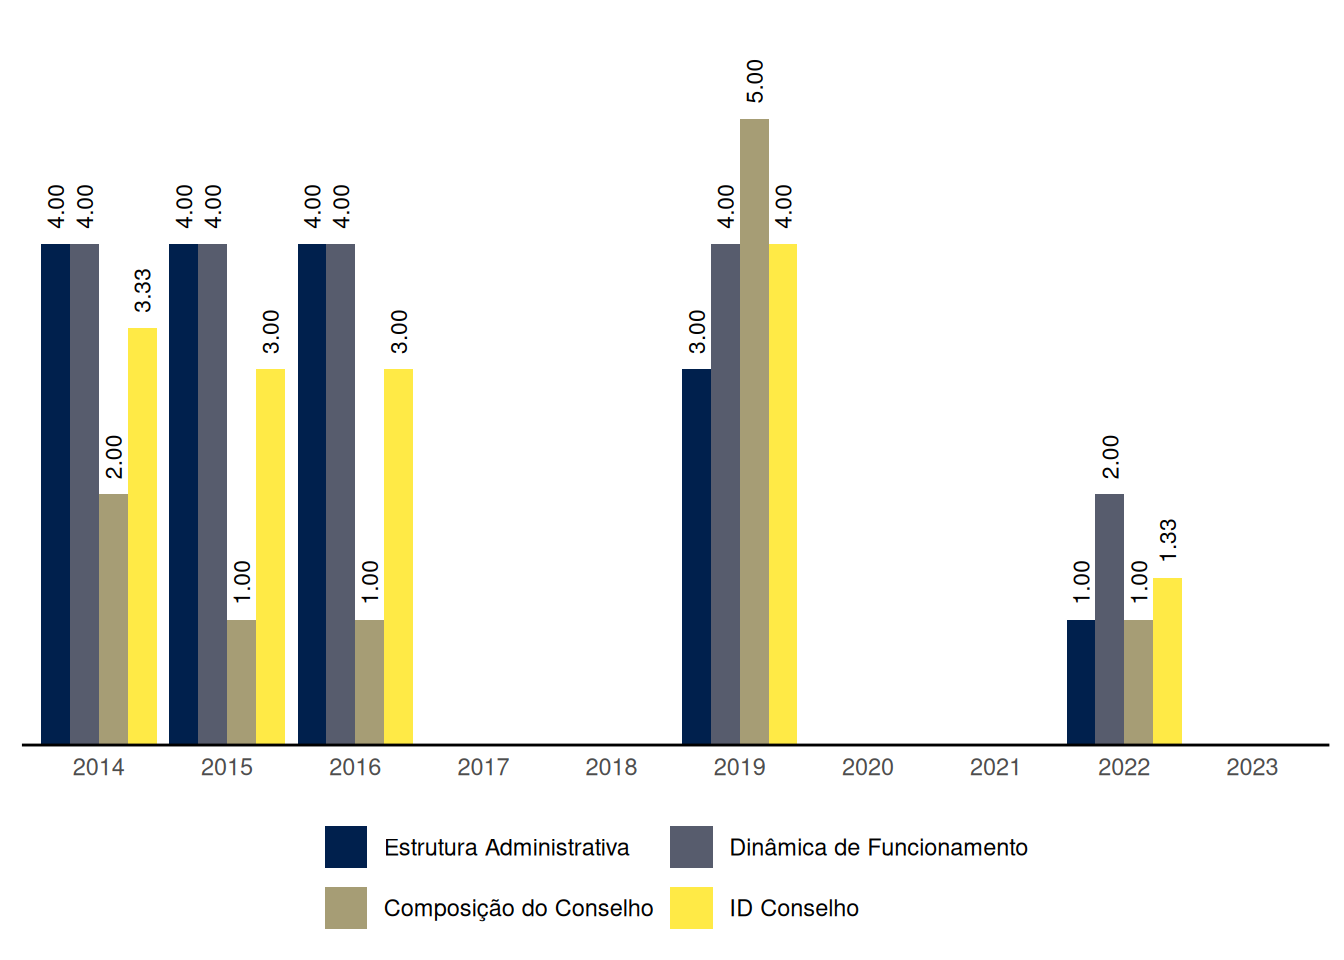 5.00
4.00 4.00 4.00 4.00 4.00 4.00 4.00 4.00
3.33 3.00 3.00 3.00
2.00 2.00
1.33
1.00 1.00 1.00 1.00
2014 2015 2016 2017 2018 2019 2020 2021 2022 2023
Estrutura Administrativa Dinâmica de Funcionamento
Composição do Conselho ID Conselho